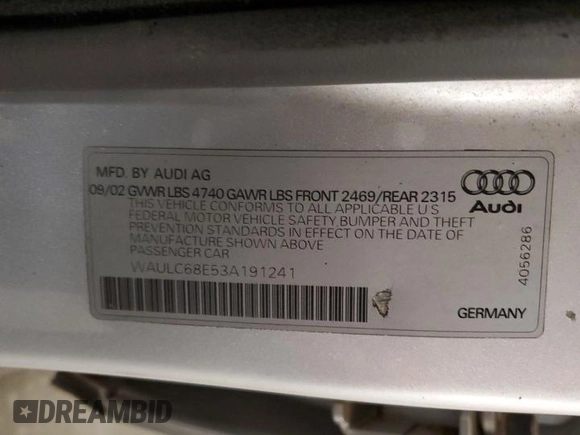 MFD. BY AUDI AG
09/02 GVWR LBS 4740 GAWR LBS FRONT 2469/REAR 2315
THIS VEHICLE CONFORMS TO ALL APPLICABLE U S
FEDERAL MOTOR VEHICLE SAFETY BUMPER AND THEFT
PREVENTION STANDARDS IN EFFECT ON THE DATE OF
MANUFACTURE SHOWN ABOVE
PASSENGER CAR
WAULC68E53A191241
Audi
4056286
GERMANY
DREAMBID